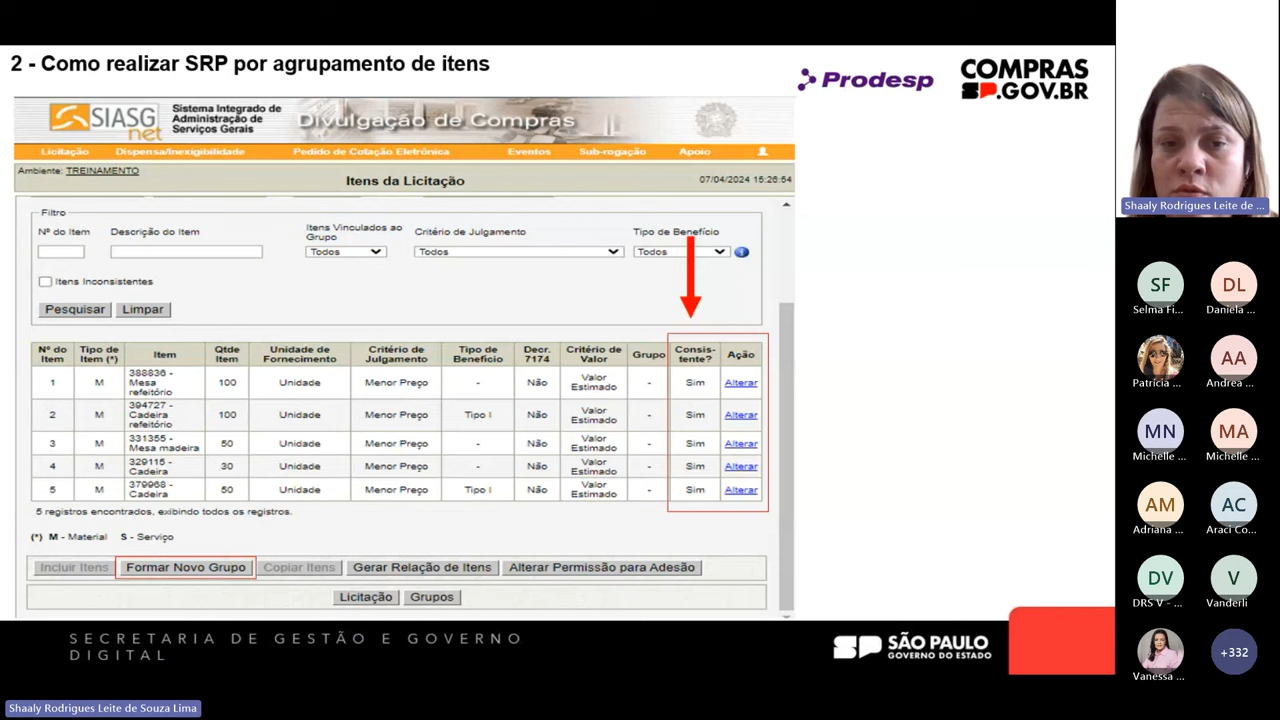 2 - Como realizar SRP por agrupamento de itens
Prodesp
COMPRAS
SP.GOV.BR
SIASG
net
Sistema Integrado de
Administração de
Serviços Gerais
Divulgação de Compras
Licitação Dispensa/Inexigibilidade Pedido de Cotação Eletrônica Eventos Sub-rogação Apoio
Ambiente: TREINAMENTO
Itens da Licitação
07/04/2024 15:26:54
Filtro
Nº do Item Descrição do Item Itens Vinculados ao Grupo Critério de Julgamento Tipo de Benefício
Todos Todos Todos
Itens Inconsistentes
Pesquisar Limpar
Nº do Item Tipo de Item (*) Item Qtde Item Unidade de Fornecimento Critério de Julgamento Tipo de Benefício Decr. 7174 Critério de Valor Grupo Consis-tente? Ação
1 M 388836 - Mesa refeitório 100 Unidade Menor Preço - Não Valor Estimado - Sim Alterar
2 M 394727 - Cadeira refeitório 100 Unidade Menor Preço Tipo I Não Valor Estimado - Sim Alterar
3 M 331355 - Mesa madeira 50 Unidade Menor Preço - Não Valor Estimado - Sim Alterar
4 M 329115 - Cadeira 30 Unidade Menor Preço - Não Valor Estimado - Sim Alterar
5 M 379968 - Cadeira 50 Unidade Menor Preço Tipo I Não Valor Estimado - Sim Alterar
5 registros encontrados, exibindo todos os registros.
(*) M - Material S - Serviço
Incluir Itens Formar Novo Grupo Copiar Itens Gerar Relação de Itens Alterar Permissão para Adesão
Licitação Grupos
SECRETARIA DE GESTÃO E GOVERNO
DIGITAL
SP SÃO PAULO
GOVERNO DO ESTADO
Shaaly Rodrigues Leite de ...
SF DL
Selma Fi... Daniela ...
AA
Patrícia ... Andrea ...
MN MA
Michelle ... Michelle ...
AM AC
Adriana ... Araci Co...
DV V
DRS V - ... Vanderli
+332
Vanessa ...
Shaaly Rodrigues Leite de Souza Lima